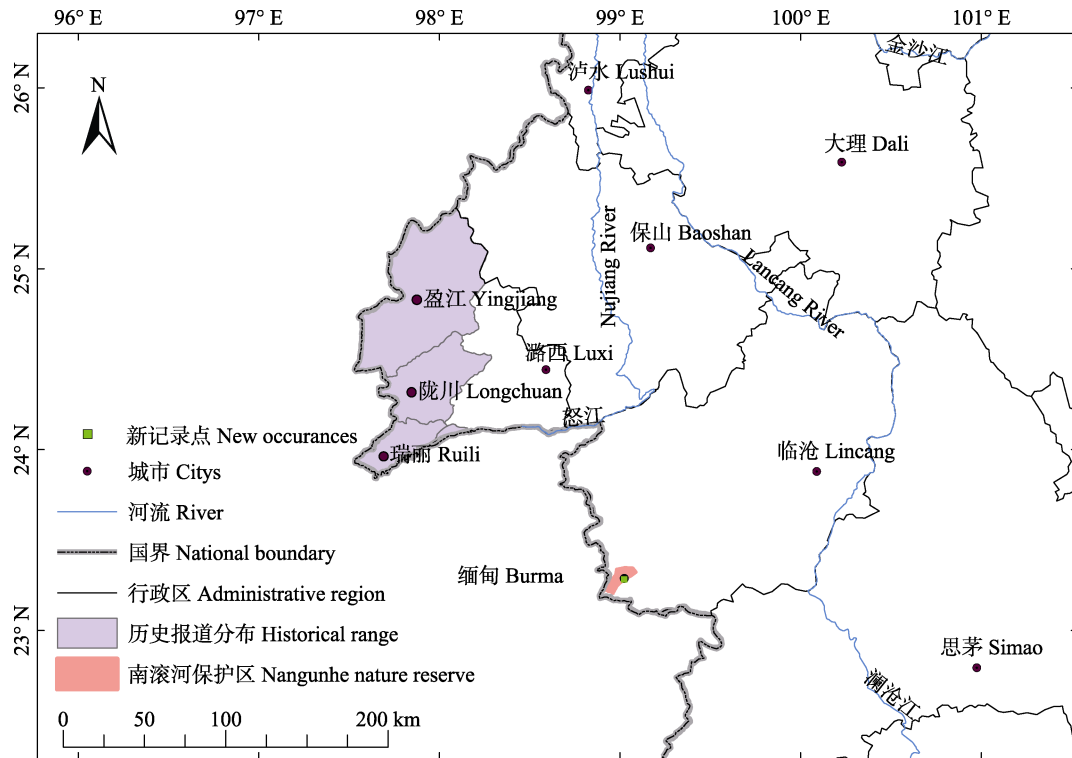 96° E 97° E 98° E 99° E 100° E 101° E
26° N
25° N
24° N
23° N
N
金沙江
泸水 Lushui
大理 Dali
保山 Baoshan
Nujiang River
Lancang River
盈江 Yingjiang
潞西 Luxi
陇川 Longchuan
怒江
瑞丽 Ruili
临沧 Lincang
缅甸 Burma
思茅 Simao
澜沧江
新记录点 New occurances
城市 Citys
河流 River
国界 National boundary
行政区 Administrative region
历史报道分布 Historical range
南滚河保护区 Nangunhe nature reserve
0 50 100 200 km